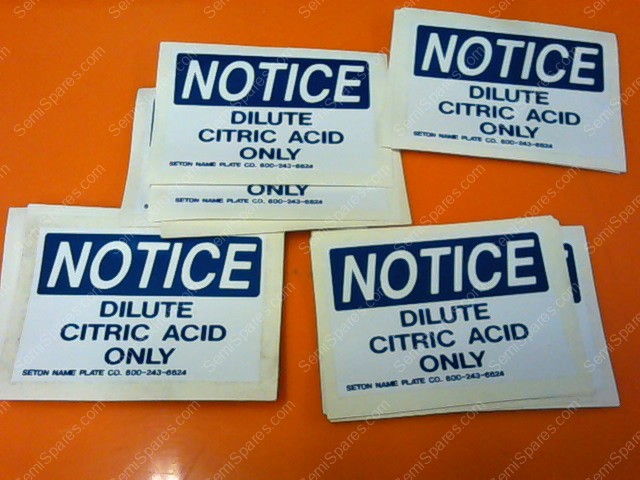 NOTICE
DILUTE
CITRIC ACID
ONLY
SETON NAME PLATE CO. 800-243-6624
ONLY
SETON NAME PLATE CO. 800-243-6624
NOTICE
DILUTE
CITRIC ACID
ONLY
SETON NAME PLATE CO. 800-243-6624
NOTICE
DILUTE
CITRIC ACID
ONLY
SETON NAME PLATE CO. 800-243-6624
NOTICE
DILUTE
CITRIC ACID
ONLY
SETON NAME PLATE CO. 800-243-6624
SemiSpares.com